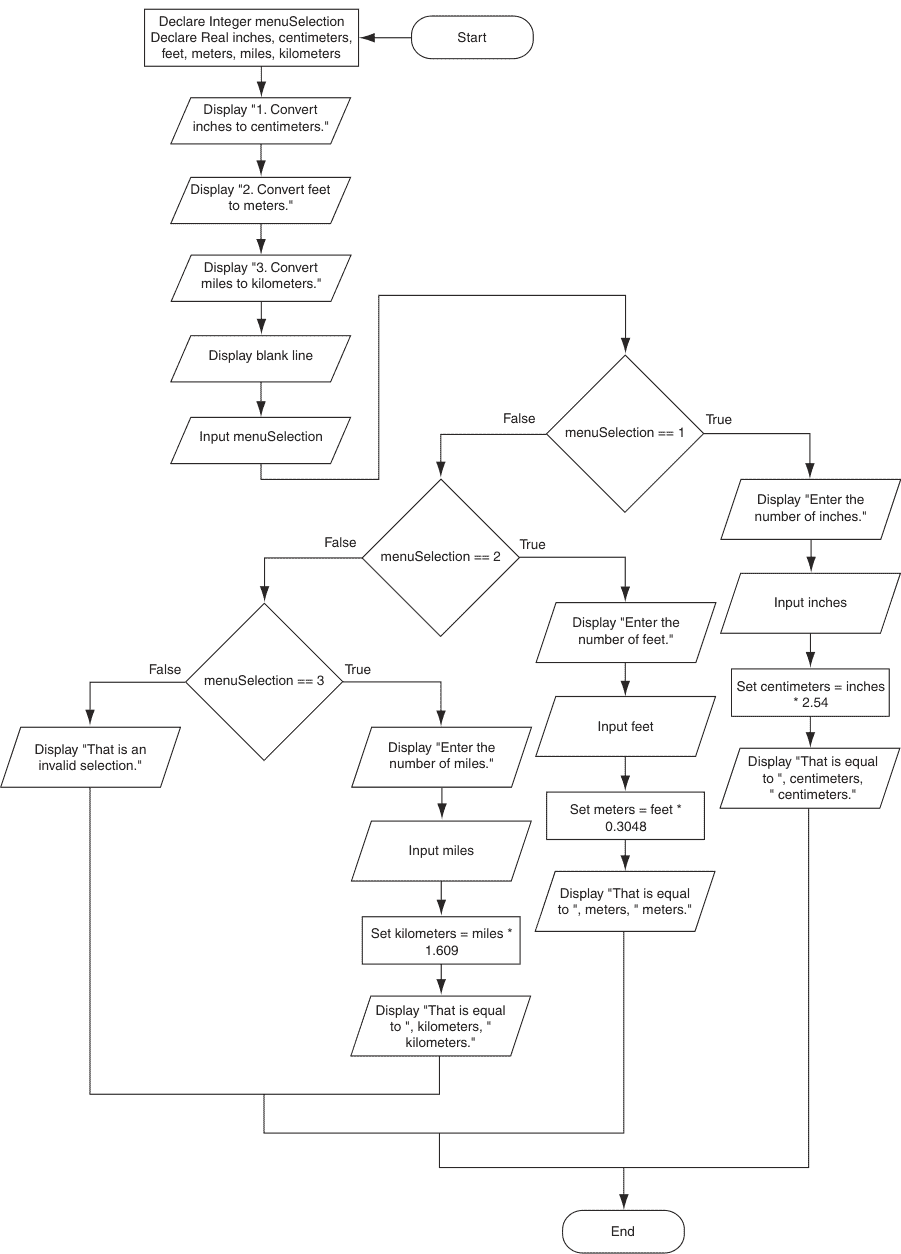 Start
Declare Integer menuSelection
Declare Real inches, centimeters,
feet, meters, miles, kilometers
Display "1. Convert
inches to centimeters."
Display "2. Convert feet
to meters."
Display "3. Convert
miles to kilometers."
Display blank line
Input menuSelection
menuSelection == 1
False
True
Display "Enter the
number of inches."
Input inches
Set centimeters = inches
* 2.54
Display "That is equal
to ", centimeters,
" centimeters."
menuSelection == 2
False
True
Display "Enter the
number of feet."
Input feet
Set meters = feet *
0.3048
Display "That is equal
to ", meters, " meters."
menuSelection == 3
False
True
Display "That is an
invalid selection."
Display "Enter the
number of miles."
Input miles
Set kilometers = miles *
1.609
Display "That is equal
to ", kilometers, "
kilometers."
End